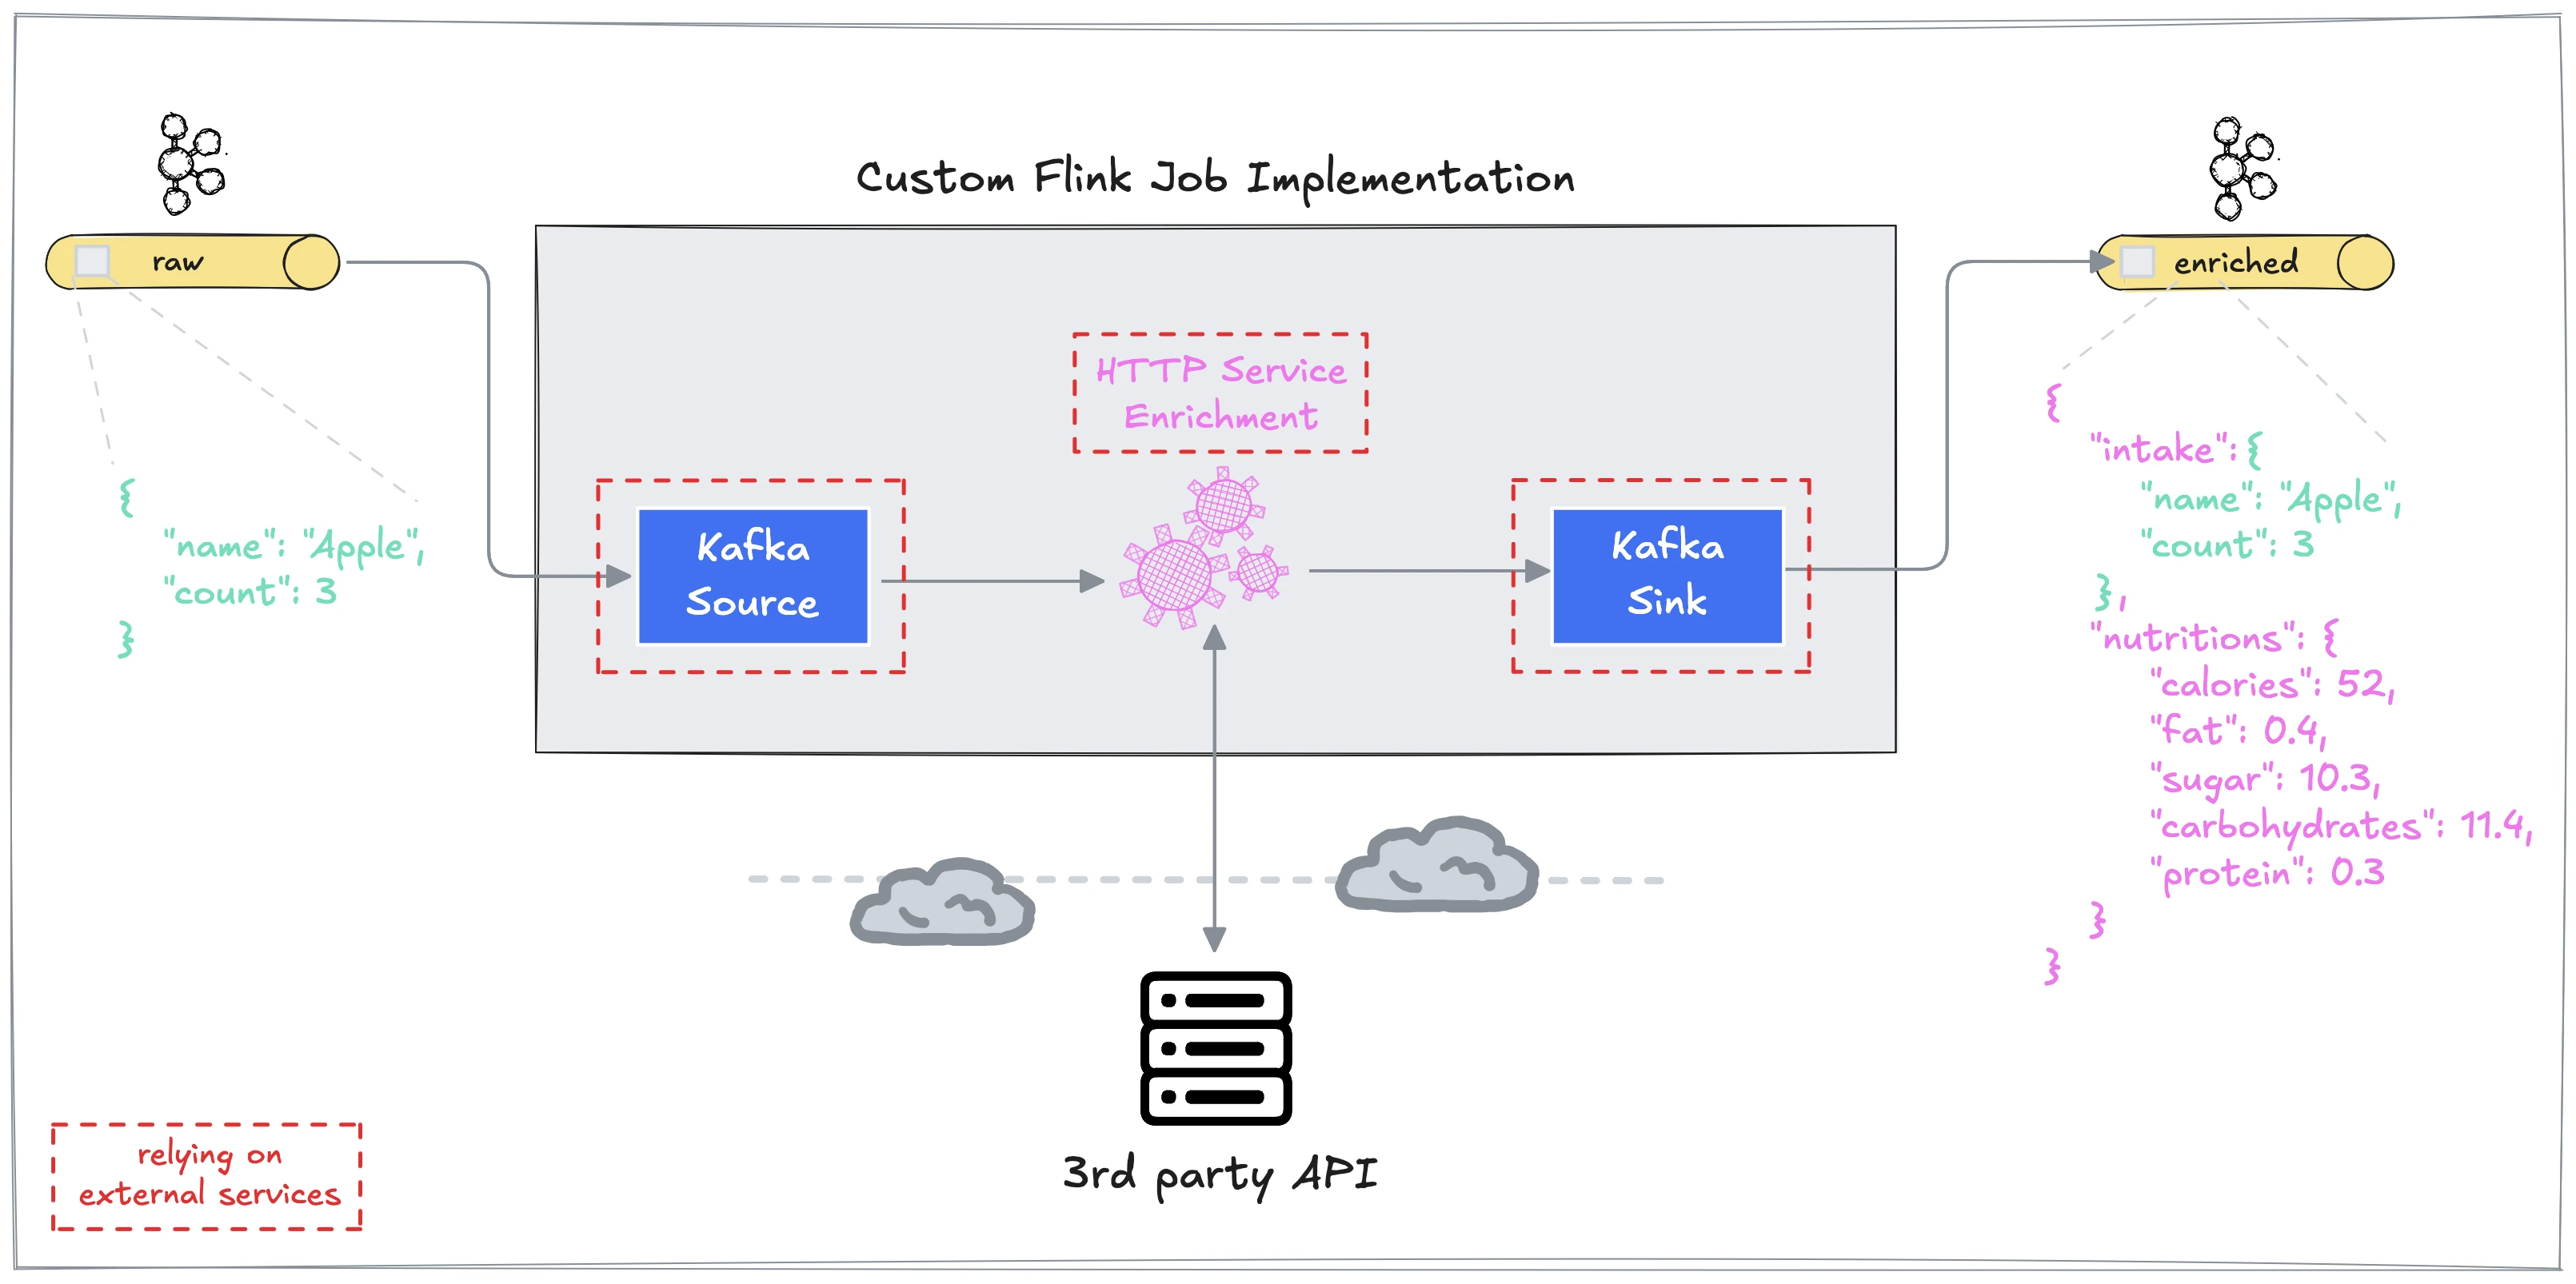 Custom Flink Job Implementation
raw
{
"name": "Apple",
"count": 3
}
HTTP Service
Enrichment
Kafka
Source
Kafka
Sink
3rd party API
enriched
{
"intake": {
"name": "Apple",
"count": 3
},
"nutritions": {
"calories": 52,
"fat": 0.4,
"sugar": 10.3,
"carbohydrates": 11.4,
"protein": 0.3
}
}
relying on
external services